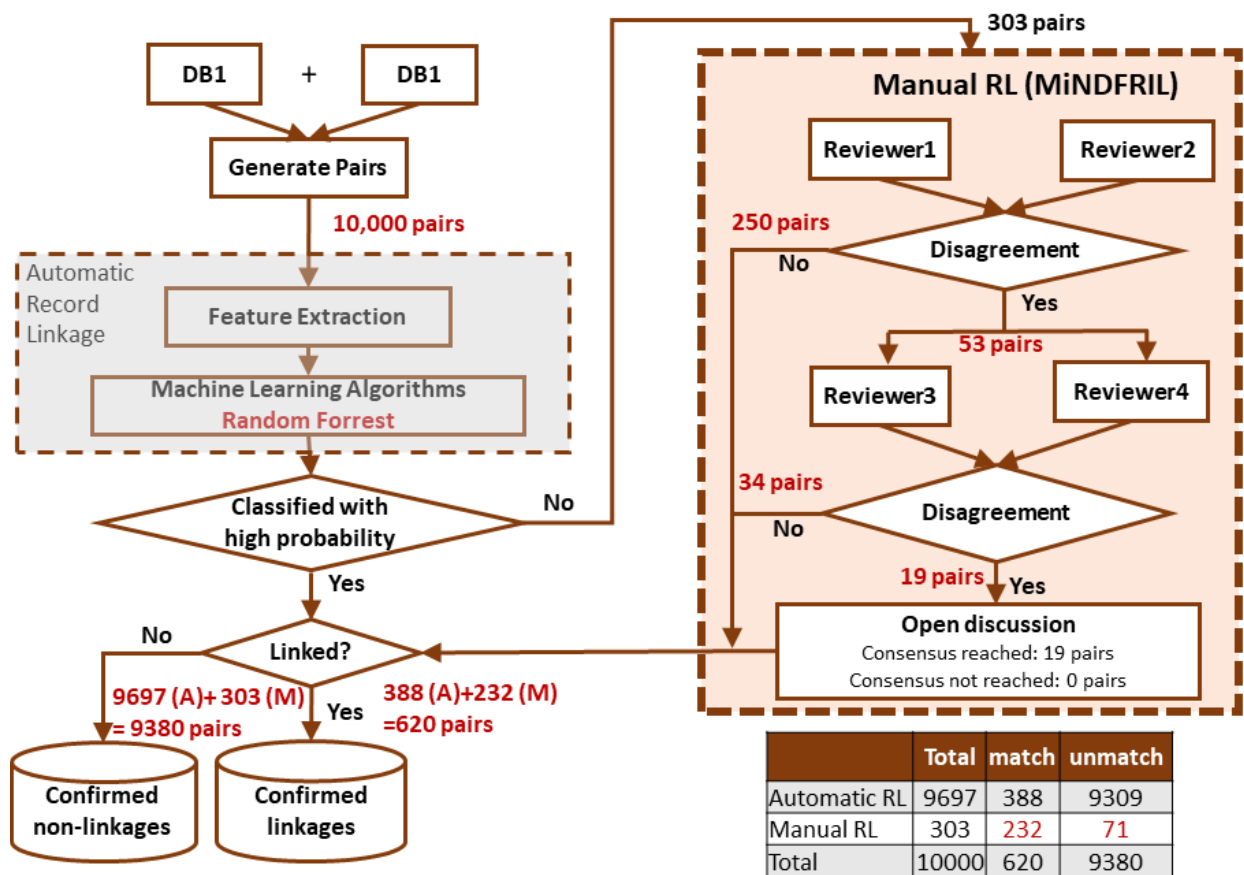 303 pairs
DB1 + DB1
Generate Pairs
10,000 pairs
Automatic
Record
Linkage
Feature Extraction
Machine Learning Algorithms
Random Forrest
Classified with
high probability
No
Yes
Linked?
No
Yes
9697 (A)+ 303 (M)
= 9380 pairs
388 (A)+232 (M)
=620 pairs
Confirmed
non-linkages
Confirmed
linkages
Manual RL (MiNDFRIL)
Reviewer1
Reviewer2
250 pairs
Disagreement
No
Yes
53 pairs
Reviewer3
Reviewer4
34 pairs
Disagreement
No
19 pairs
Yes
Open discussion
Consensus reached: 19 pairs
Consensus not reached: 0 pairs
Total match unmatch
Automatic RL 9697 388 9309
Manual RL 303 232 71
Total 10000 620 9380